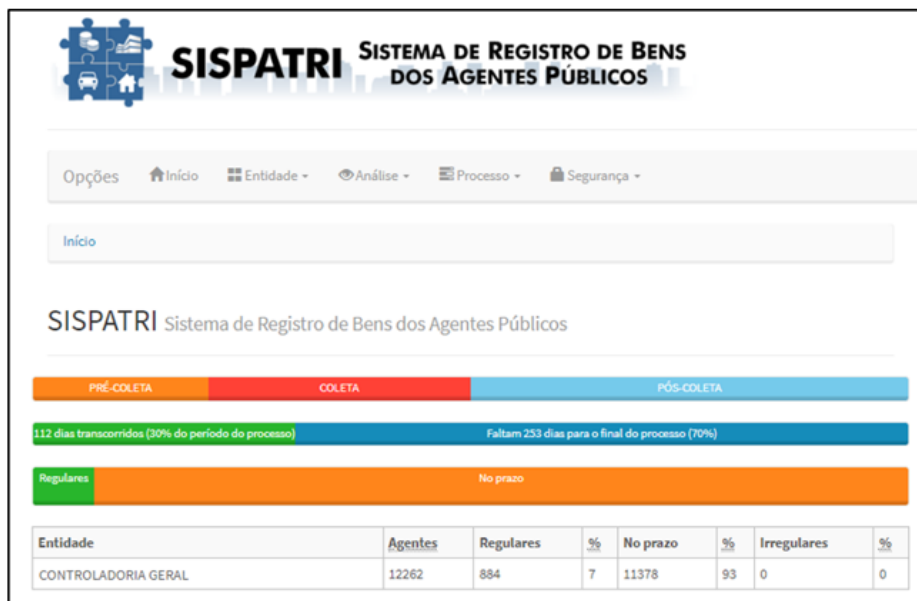 SISPATRI SISTEMA DE REGISTRO DE BENS
DOS AGENTES PÚBLICOS
Opções Início Entidade Análise Processo Segurança
Início
SISPATRI Sistema de Registro de Bens dos Agentes Públicos
PRÉ-COLETA COLETA PÓS-COLETA
112 dias transcorridos (30% do período do processo) Faltam 253 dias para o final do processo (70%)
Regulares No prazo
Entidade Agentes Regulares % No prazo % Irregulares %
CONTROLADORIA GERAL 12262 884 7 11378 93 0 0